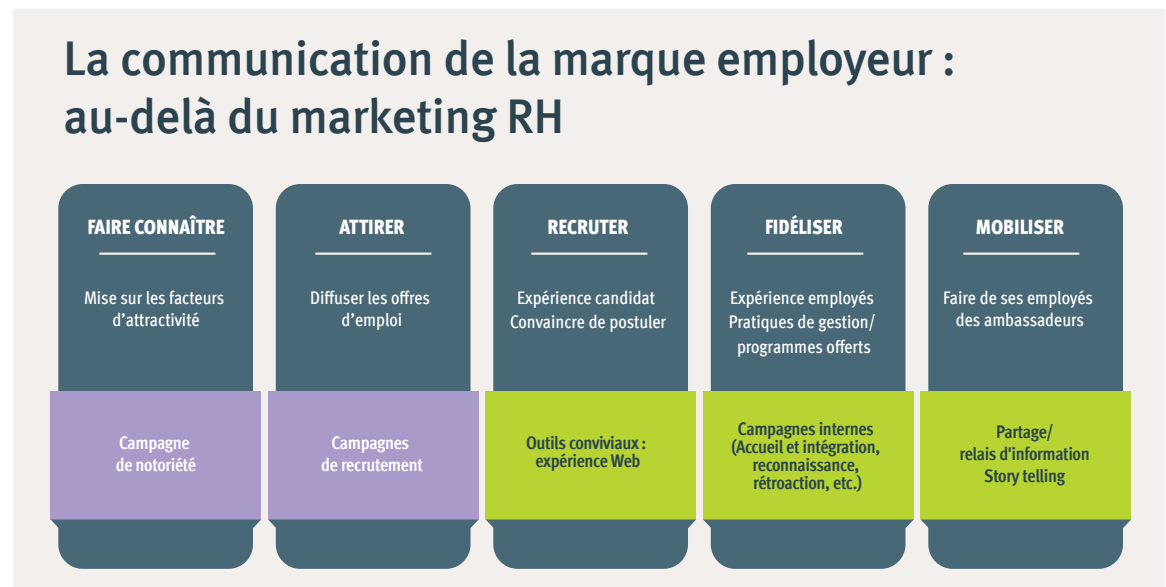 La communication de la marque employeur :
au-delà du marketing RH
FAIRE CONNAÎTRE
Mise sur les facteurs
d'attractivité
Campagne
de notoriété
ATTIRER
Diffuser les offres
d'emploi
Campagnes
de recrutement
RECRUTER
Expérience candidat
Convaincre de postuler
Outils conviviaux :
expérience Web
FIDÉLISER
Expérience employés
Pratiques de gestion/
programmes offerts
Campagnes internes
(Accueil et intégration,
reconnaissance,
rétroaction, etc.)
MOBILISER
Faire de ses employés
des ambassadeurs
Partage/
relais d'information
Story telling